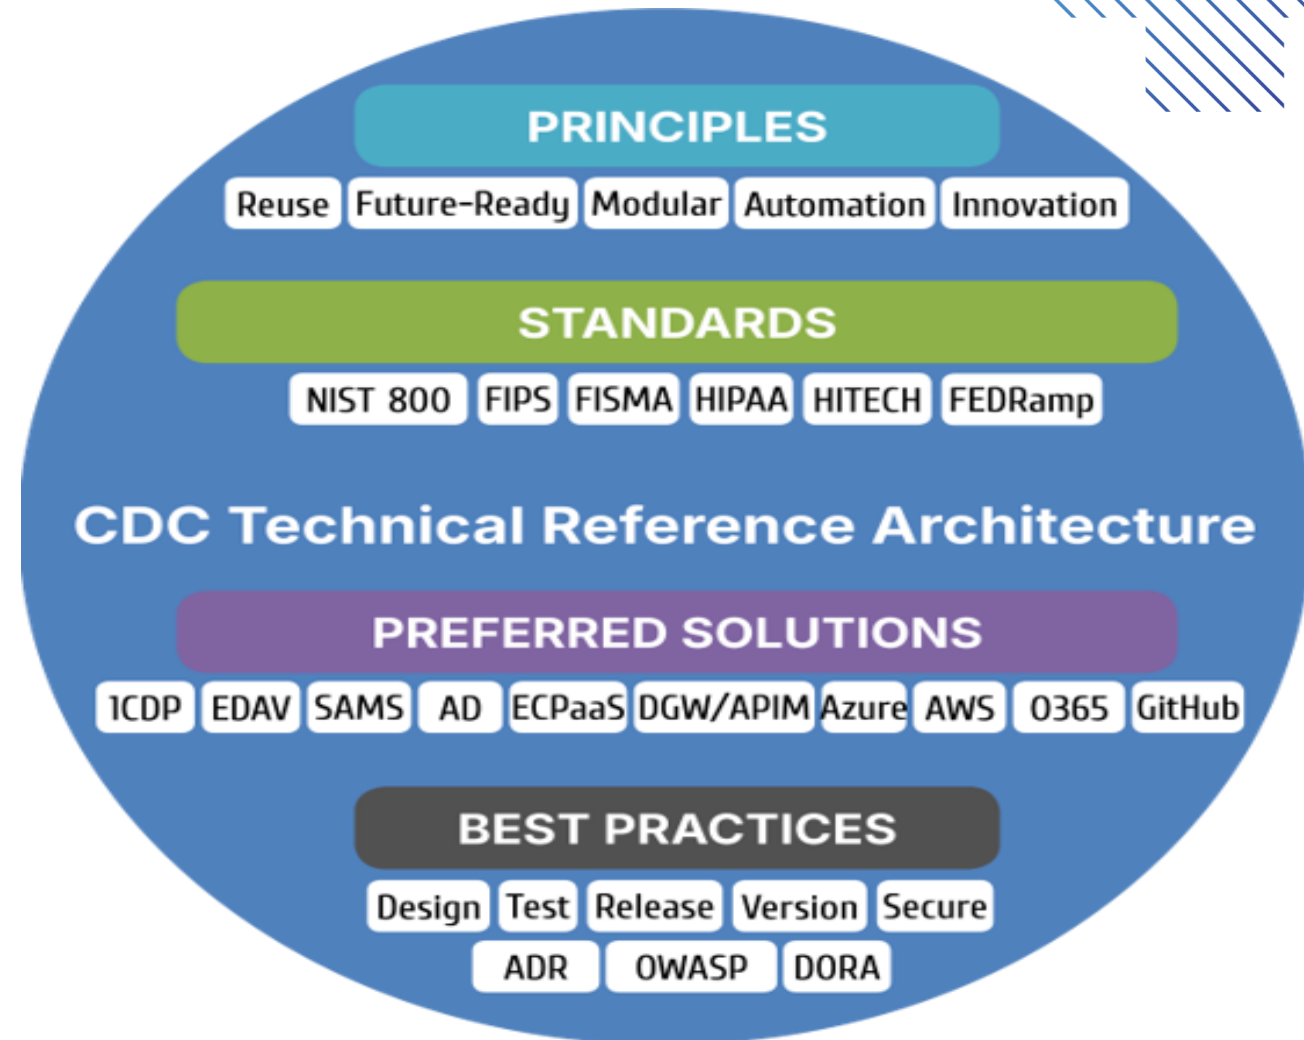 PRINCIPLES
Reuse Future-Ready Modular Automation Innovation
STANDARDS
NIST 800 FIPS FISMA HIPAA HITECH FEDRamp
CDC Technical Reference Architecture
PREFERRED SOLUTIONS
1CDP EDAV SAMS AD ECPaaS DGW/APIM Azure AWS O365 GitHub
BEST PRACTICES
Design Test Release Version Secure
ADR OWASP DORA